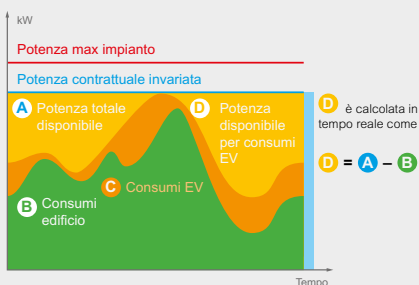 kW
Potenza max impianto
Potenza contrattuale invariata
A Potenza totale
disponibile
D Potenza
disponibile
per consumi
EV
C Consumi EV
B Consumi
edificio
D è calcolata in
tempo reale come
D = A – B
Tempo